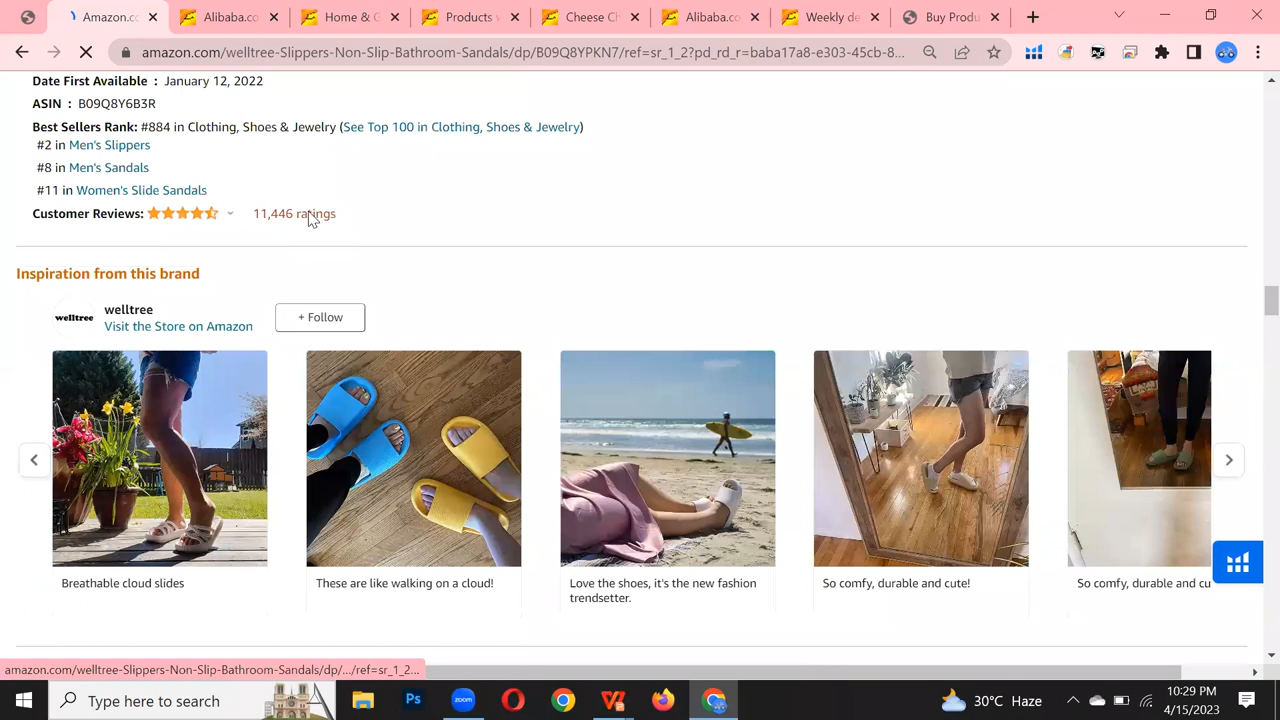 Amazon.c
Alibaba.co
Home & G
Products v
Cheese Ch
Alibaba.co
Weekly de
Buy Produ
amazon.com/welltree-Slippers-Non-Slip-Bathroom-Sandals/dp/B09Q8YPKN7/ref=sr_1_2?pd_rd_r=baba17a8-e303-45cb-8...
Date First Available : January 12, 2022
ASIN : B09Q8Y6B3R
Best Sellers Rank: #884 in Clothing, Shoes & Jewelry (See Top 100 in Clothing, Shoes & Jewelry)
#2 in Men's Slippers
#8 in Men's Sandals
#11 in Women's Slide Sandals
Customer Reviews: 11,446 ratings
Inspiration from this brand
welltree
welltree
Visit the Store on Amazon
+ Follow
Breathable cloud slides
These are like walking on a cloud!
Love the shoes, it's the new fashion
trendsetter.
So comfy, durable and cute!
So comfy, durable and cu
amazon.com/welltree-Slippers-Non-Slip-Bathroom-Sandals/dp/.../ref=sr_1_2...
Type here to search
Ps
zoom
30°C Haze
10:29 PM
4/15/2023